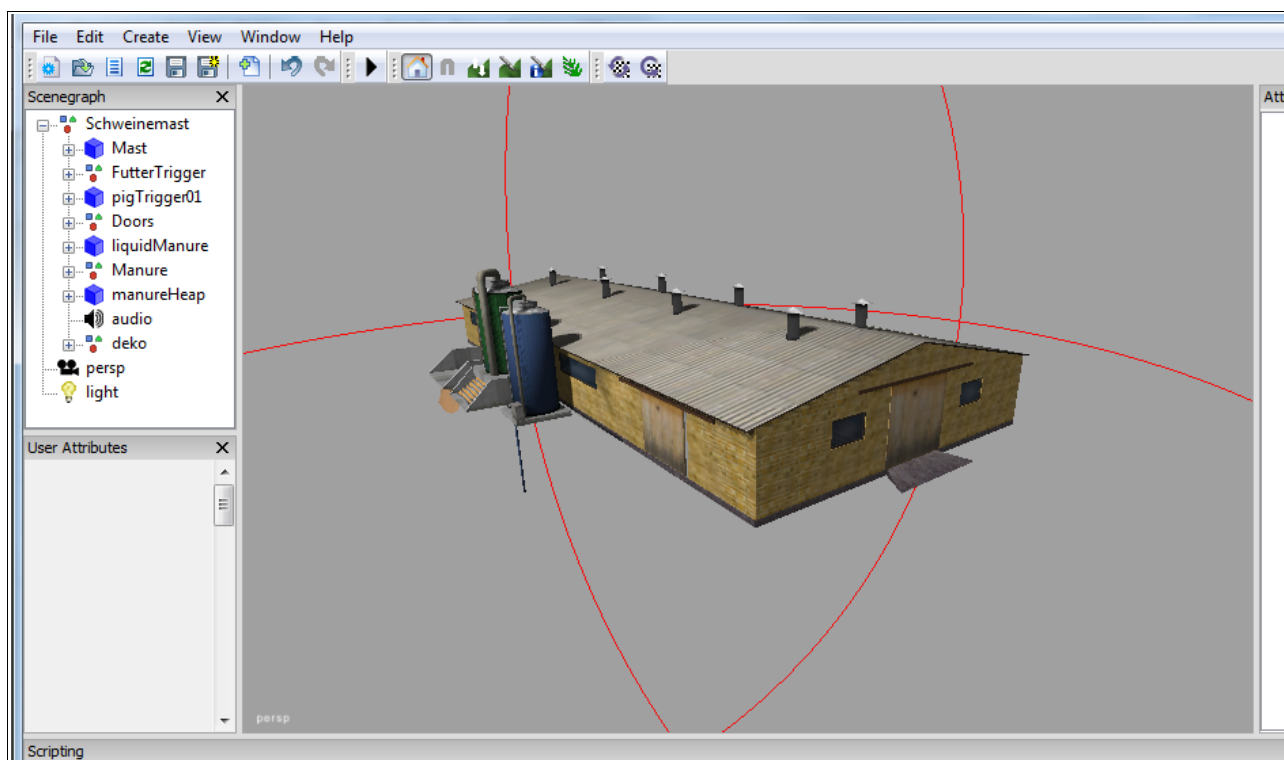 File Edit Create View Window Help
Scenegraph
Att
Schweinemast
Mast
FutterTrigger
pigTrigger01
Doors
liquidManure
Manure
manureHeap
audio
deko
persp
light
User Attributes
persp
Scripting